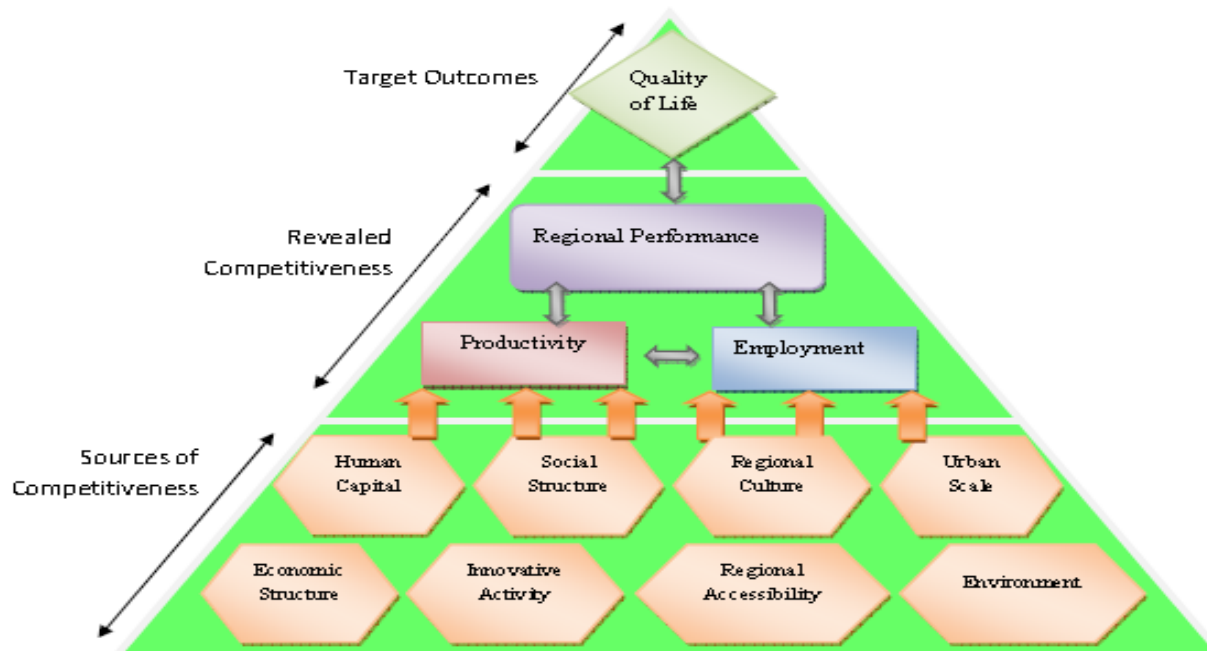 Target Outcomes
Quality
of Life
Revealed
Competitiveness
Regional Performance
Productivity
Employment
Sources of
Competitiveness
Human
Capital
Social
Structure
Regional
Culture
Urban
Scale
Economic
Structure
Innovative
Activity
Regional
Accessibility
Environment